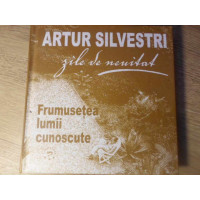 ARTUR SILVESTRI
zile de neuitat
Frumusetea
lumii
cunoscute